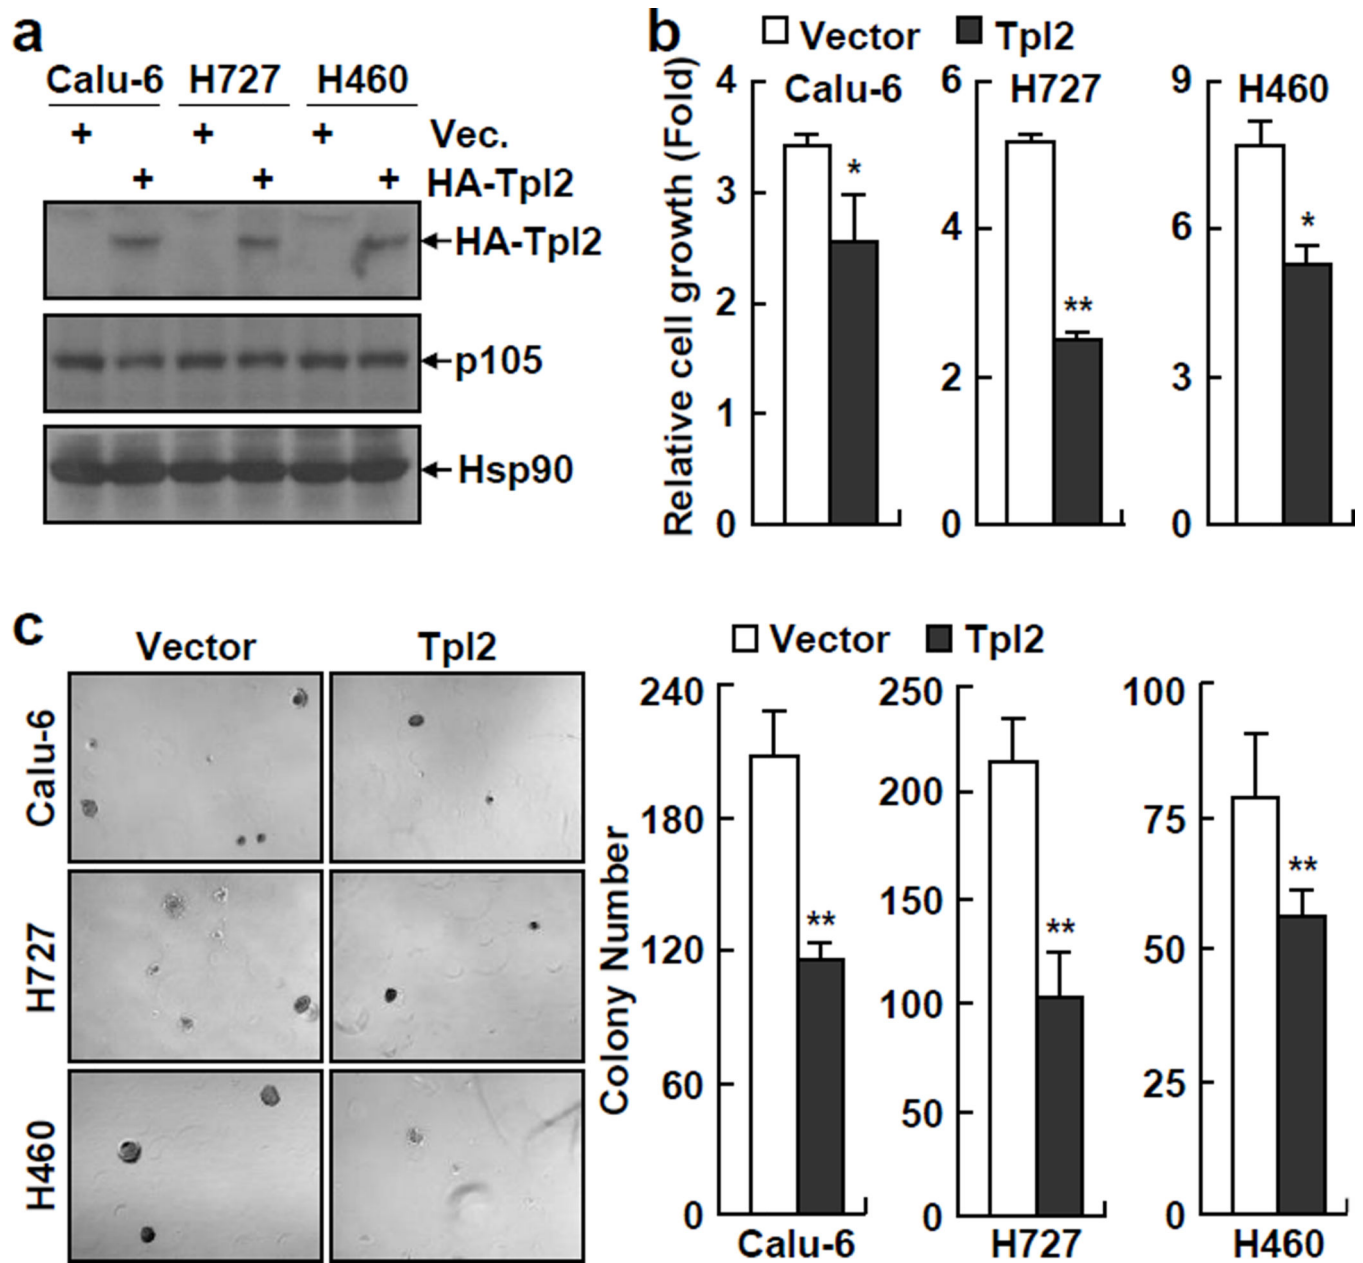 a
Calu-6 H727 H460
+ + + Vec.
+ + + HA-Tpl2
HA-Tpl2
p105
Hsp90
b
Vector Tpl2
Relative cell growth (Fold)
4 3 2 1 0
Calu-6
* 
6 4 2 0
H727
**
9 6 3 0
H460
*
c
Vector Tpl2
Calu-6
H727
H460
Vector Tpl2
Colony Number
240 180 120 60 0
**
Calu-6
250 200 150 100 50 0
**
H727
100 75 50 25 0
**
H460